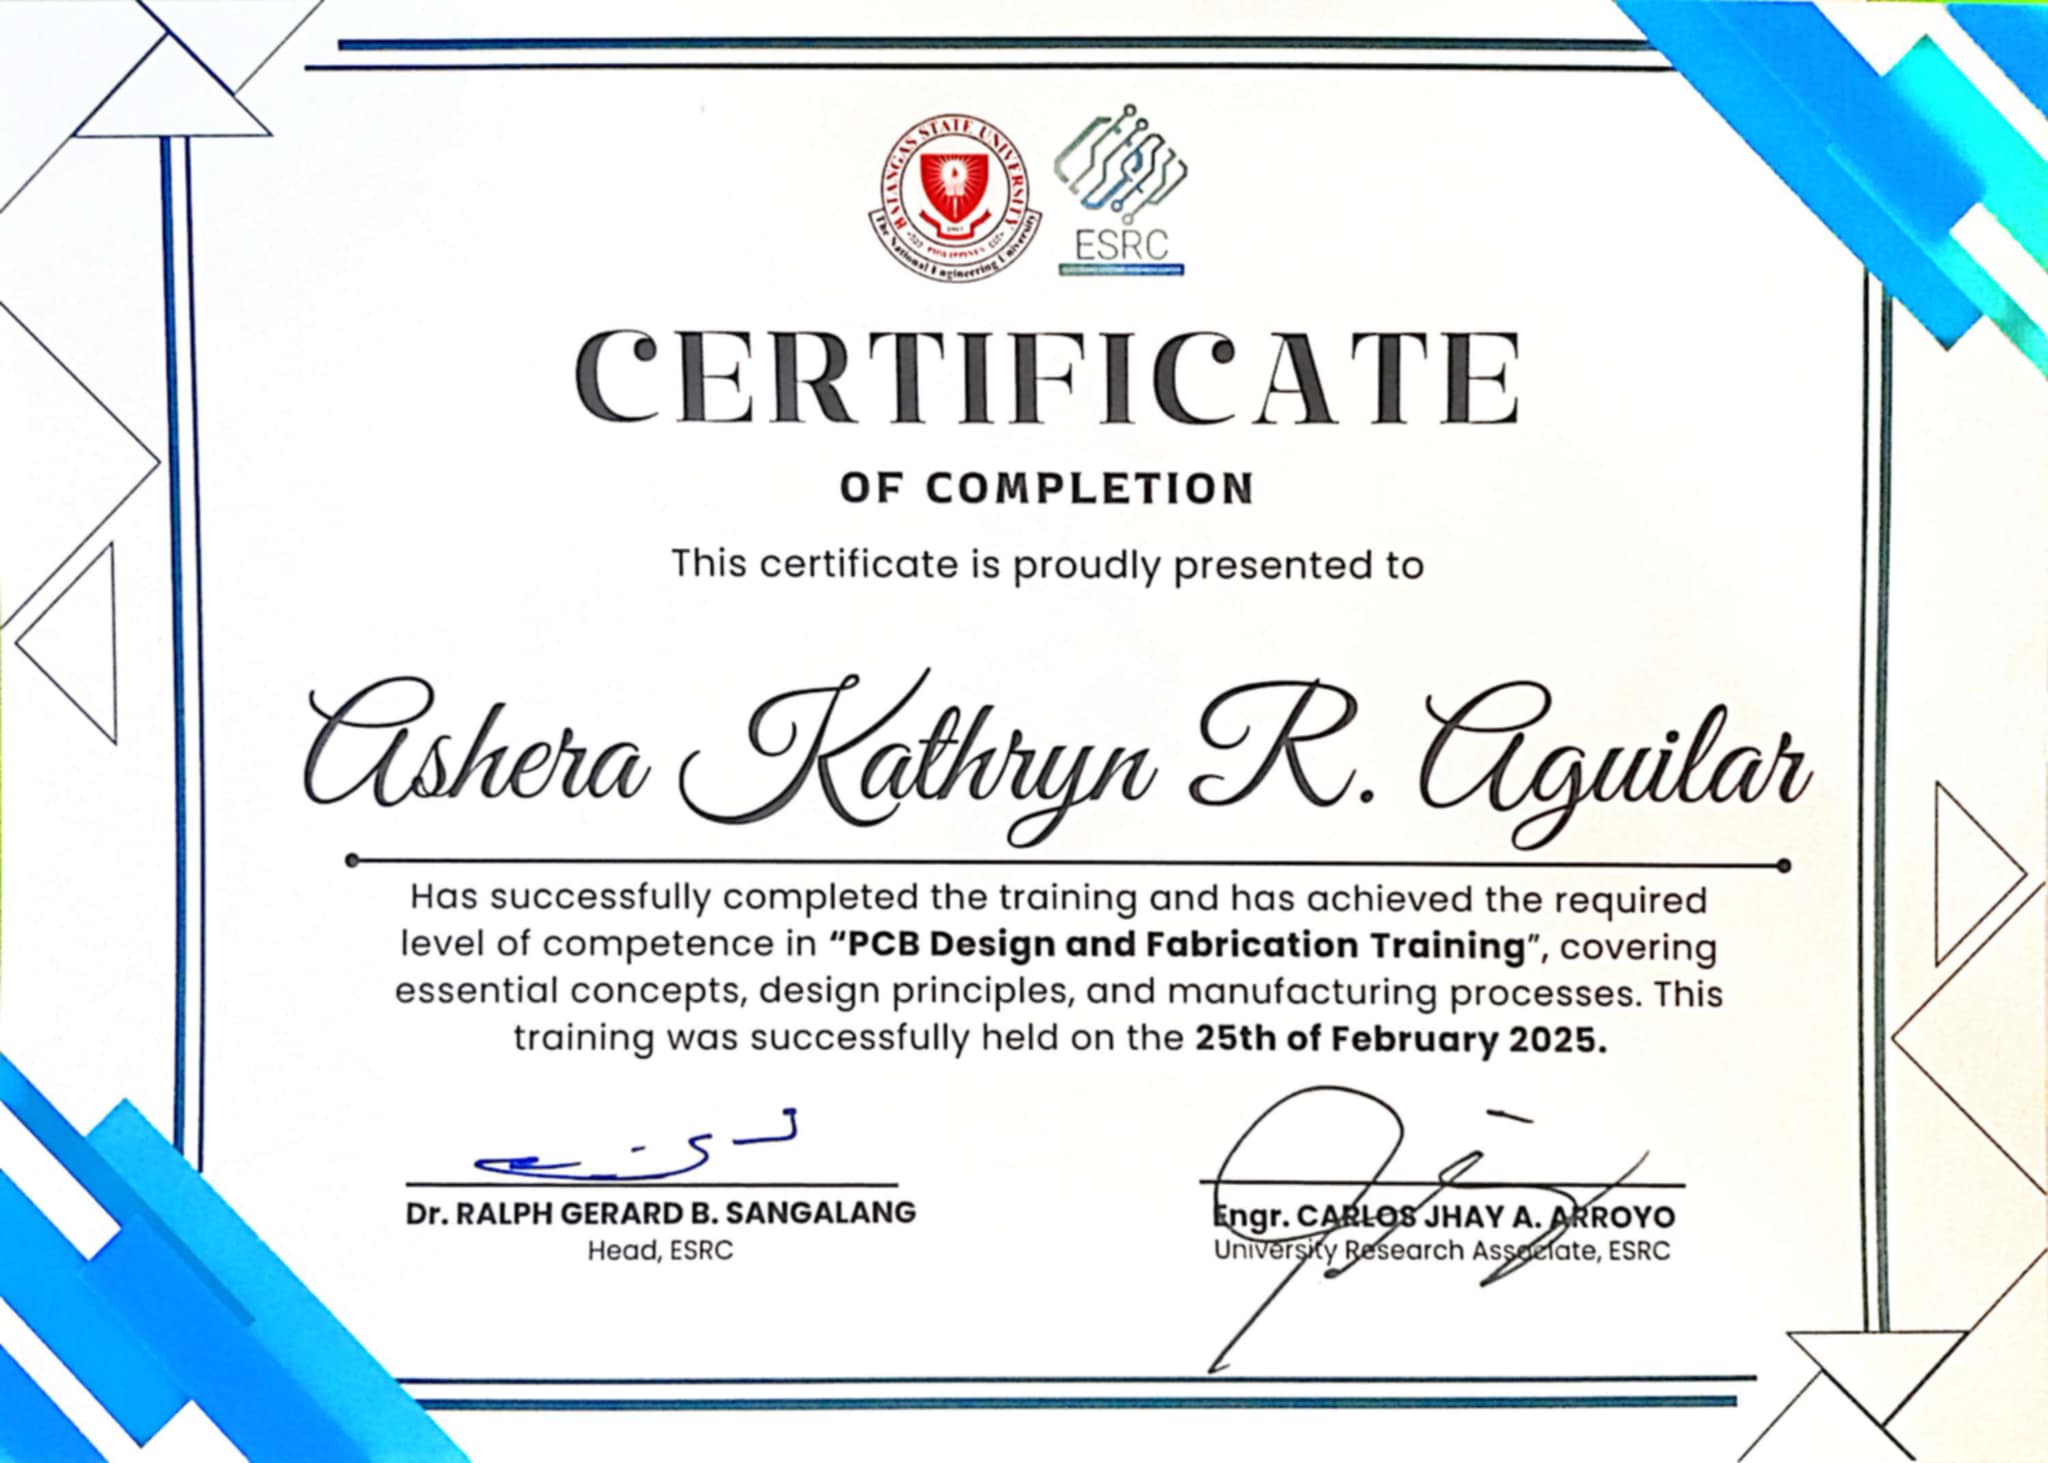 BATANGAS STATE UNIVERSITY
The National Engineering University
PHILIPPINES
ESRC
CERTIFICATE
OF COMPLETION
This certificate is proudly presented to
Ashera Kathryn R. Aguilar
Has successfully completed the training and has achieved the required
level of competence in “PCB Design and Fabrication Training”, covering
essential concepts, design principles, and manufacturing processes. This
training was successfully held on the 25th of February 2025.
Dr. RALPH GERARD B. SANGALANG
Head, ESRC
Engr. CARLOS JHAY A. ARROYO
University Research Associate, ESRC